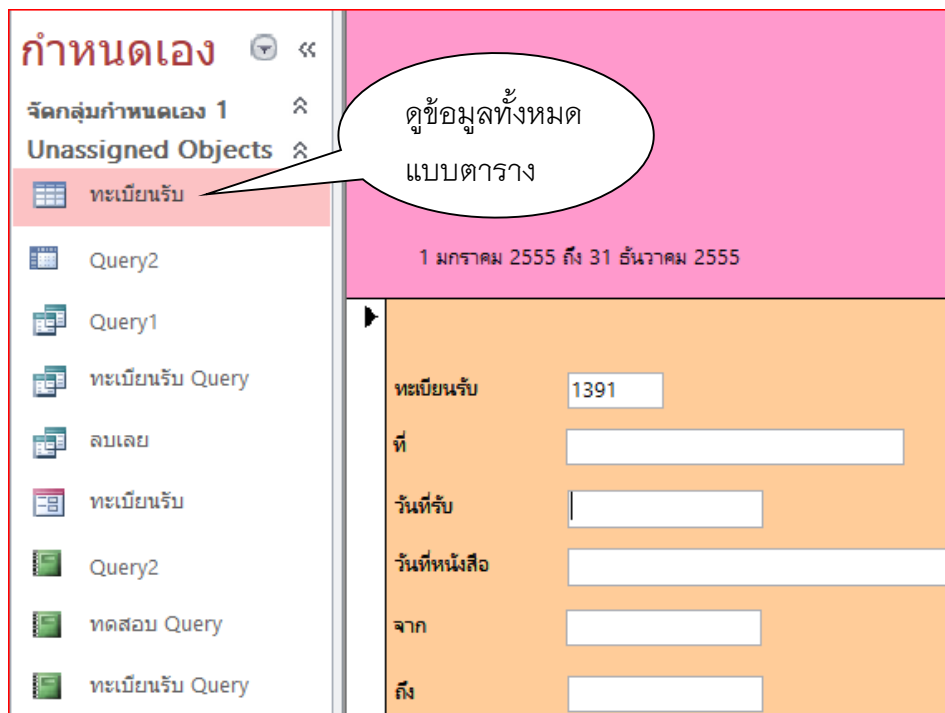 กำหนดเอง
จัดกลุ่มกำหนดเอง 1
Unassigned Objects
ทะเบียนรับ
Query2
Query1
ทะเบียนรับ Query
ลบเลย
ทะเบียนรับ
Query2
ทดสอบ Query
ทะเบียนรับ Query
ดูข้อมูลทั้งหมด
แบบตาราง
1 มกราคม 2555 ถึง 31 ธันวาคม 2555
ทะเบียนรับ 1391
ที่
วันที่รับ
วันที่หนังสือ
จาก
ถึง